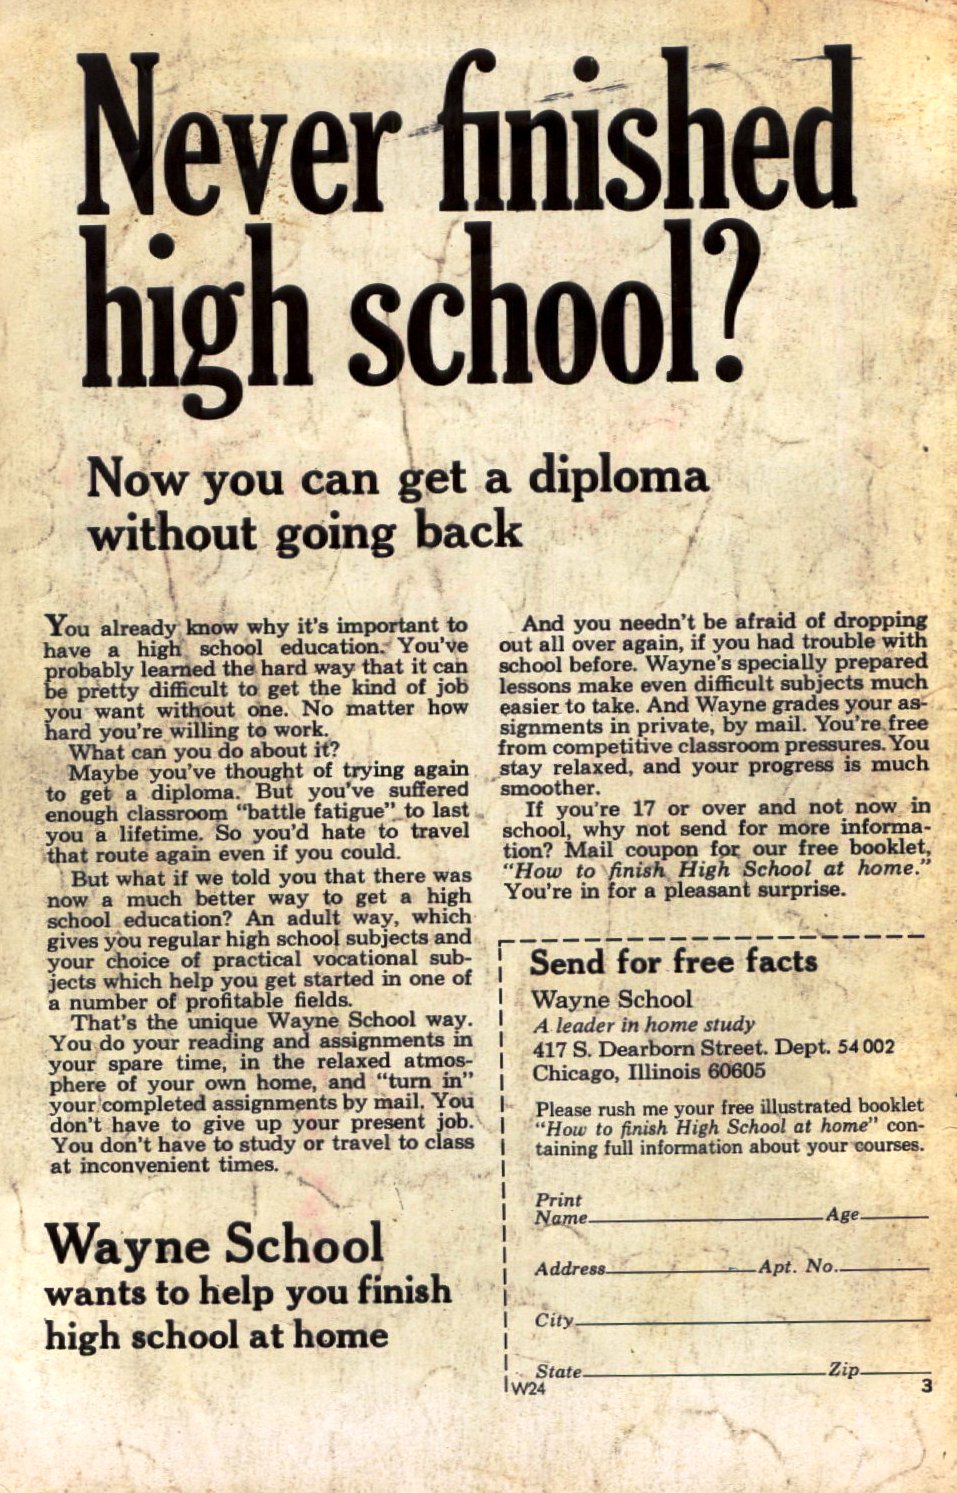 Never finished
high school?
Now you can get a diploma
without going back
You already know why it's important to
have a high school education. You've
probably learned the hard way that it can
be pretty difficult to get the kind of job
you want without one. No matter how
hard you're willing to work.
What can you do about it?
Maybe you've thought of trying again
to get a diploma. But you've suffered
enough classroom "battle fatigue" to last
you a lifetime. So you'd hate to travel
that route again even if you could.
But what if we told you that there was
now a much better way to get a high
school education? An adult way, which
gives you regular high school subjects and
your choice of practical vocational sub-
jects which help you get started in one of
a number of profitable fields.
That's the unique Wayne School way.
You do your reading and assignments in
your spare time, in the relaxed atmos-
phere of your own home, and "turn in"
your completed assignments by mail. You
don't have to give up your present job.
You don't have to study or travel to class
at inconvenient times.
Wayne School
wants to help you finish
high school at home
And you needn't be afraid of dropping
out all over again, if you had trouble with
school before. Wayne's specially prepared
lessons make even difficult subjects much
easier to take. And Wayne grades your as-
signments in private, by mail. You're free
from competitive classroom pressures. You
stay relaxed, and your progress is much
smoother.
If you're 17 or over and not now in
school, why not send for more informa-
tion? Mail coupon for our free booklet,
"How to finish High School at home."
You're in for a pleasant surprise.
Send for free facts
Wayne School
A leader in home study
417 S. Dearborn Street. Dept. 54 002
Chicago, Illinois 60605
Please rush me your free illustrated booklet
"How to finish High School at home" con-
taining full information about your courses.
Print
Name Age
Address Apt. No.
City
State Zip
W24 3